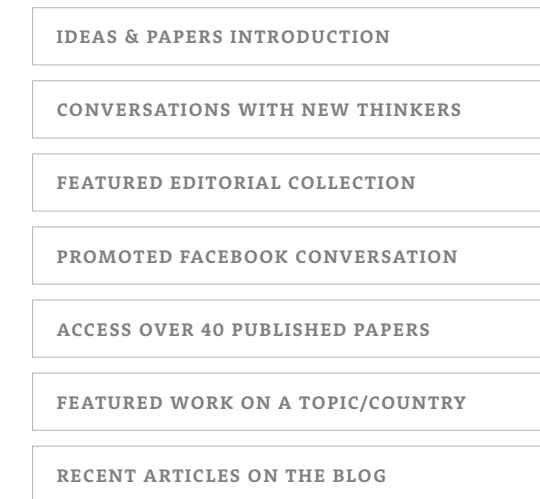 IDEAS & PAPERS INTRODUCTION
CONVERSATIONS WITH NEW THINKERS
FEATURED EDITORIAL COLLECTION
PROMOTED FACEBOOK CONVERSATION
ACCESS OVER 40 PUBLISHED PAPERS
FEATURED WORK ON A TOPIC/COUNTRY
RECENT ARTICLES ON THE BLOG